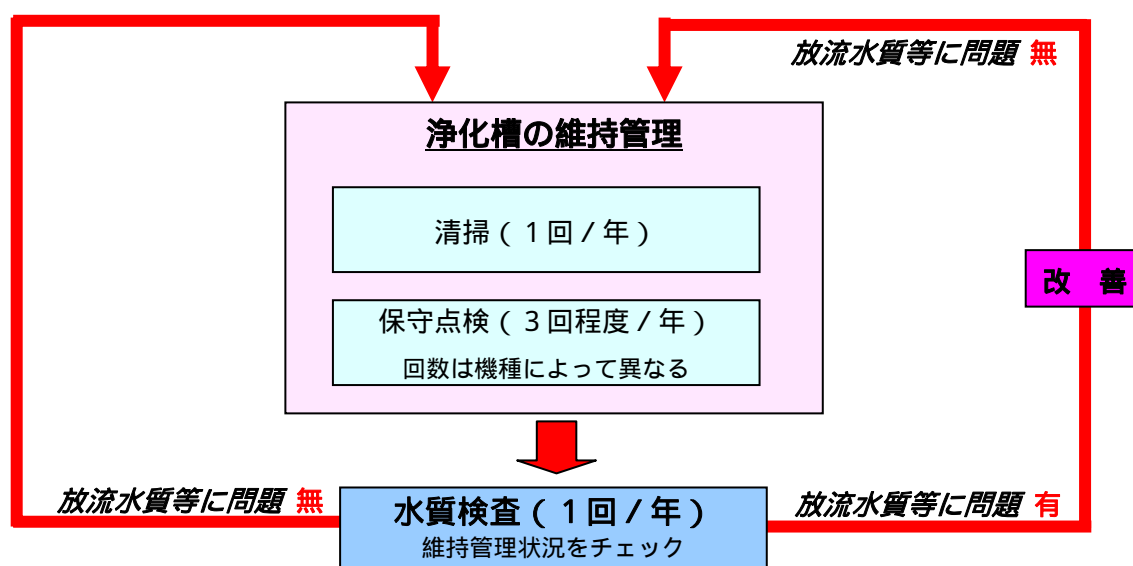 放流水質等に問題 無
浄化槽の維持管理
清掃（１回／年）
改　善
保守点検（３回程度／年）
回数は機種によって異なる
放流水質等に問題 無
水質検査（１回／年）
維持管理状況をチェック
放流水質等に問題 有